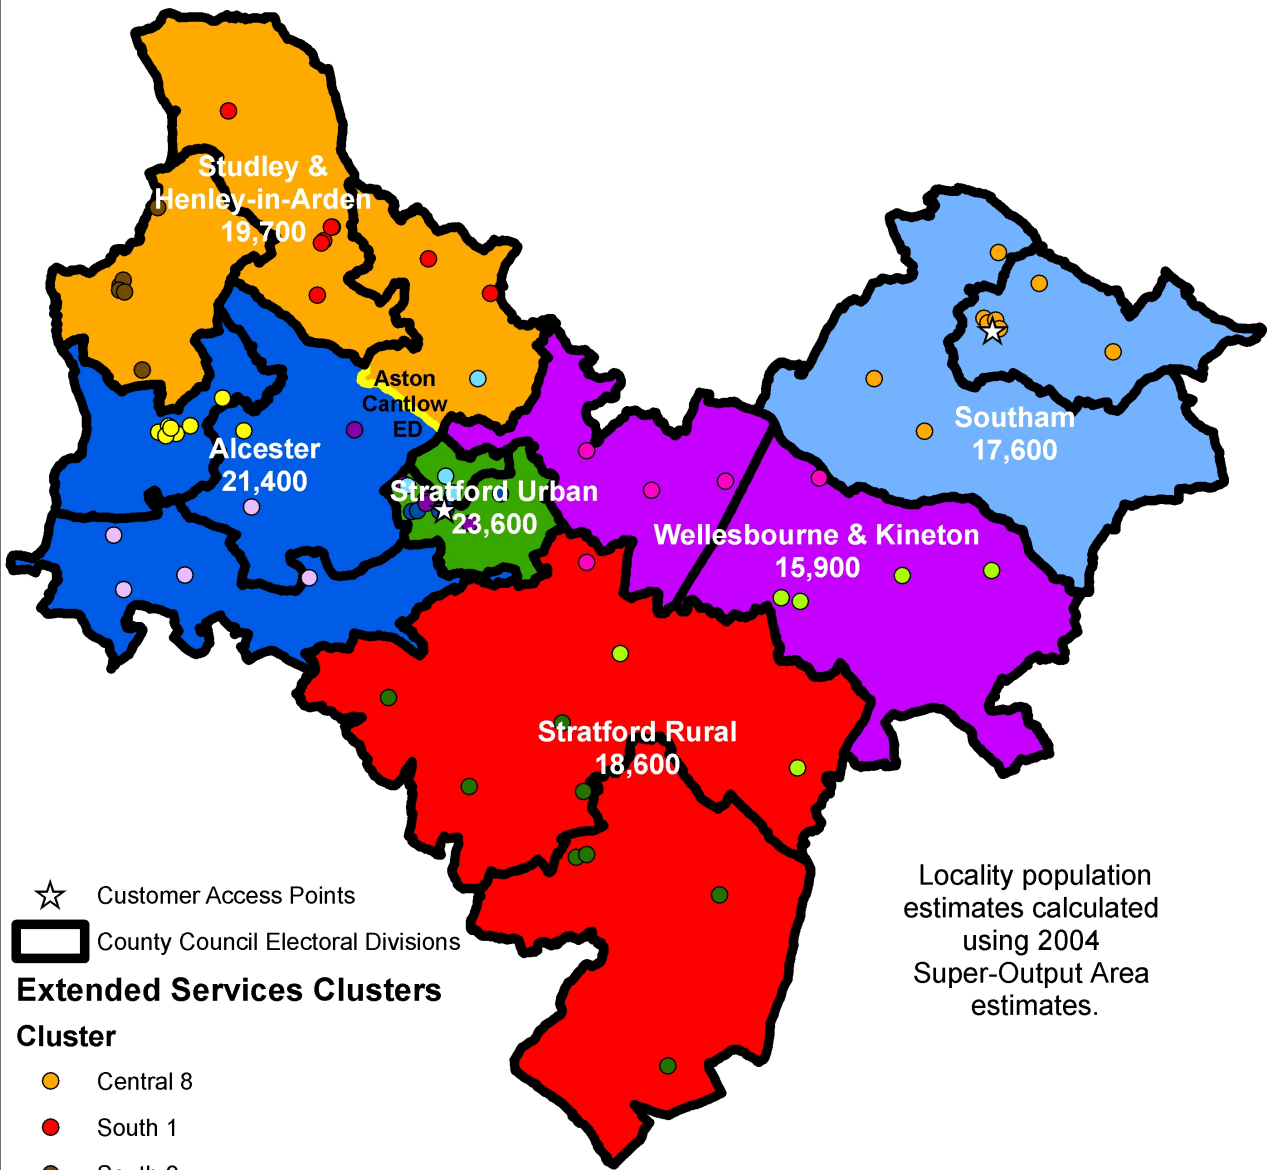 Studley &
Henley-in-Arden
19,700
Aston
Cantlow
ED
Alcester
21,400
Stratford Urban
23,600
Southam
17,600
Wellesbourne & Kineton
15,900
Stratford Rural
18,600
Locality population
estimates calculated
using 2004
Super-Output Area
estimates.
Customer Access Points
County Council Electoral Divisions
Extended Services Clusters
Cluster
Central 8
South 1